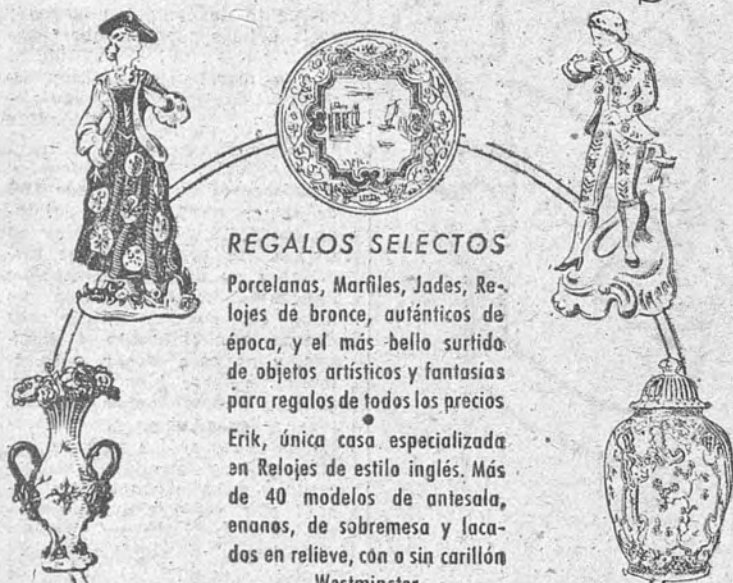 REGALOS SELECTOS
Porcelanas, Marfiles, Jades, Re-
lojes de bronce, auténticos de
época, y el más bello surtido
de objetos artísticos y fantasías
para regalos de todos los precios
Erik, única casa especializada
en Relojes de estilo inglés. Más
de 40 modelos de antesala,
enanos, de sobremesa y laca-
dos en relieve, con o sin carillón
Westminster